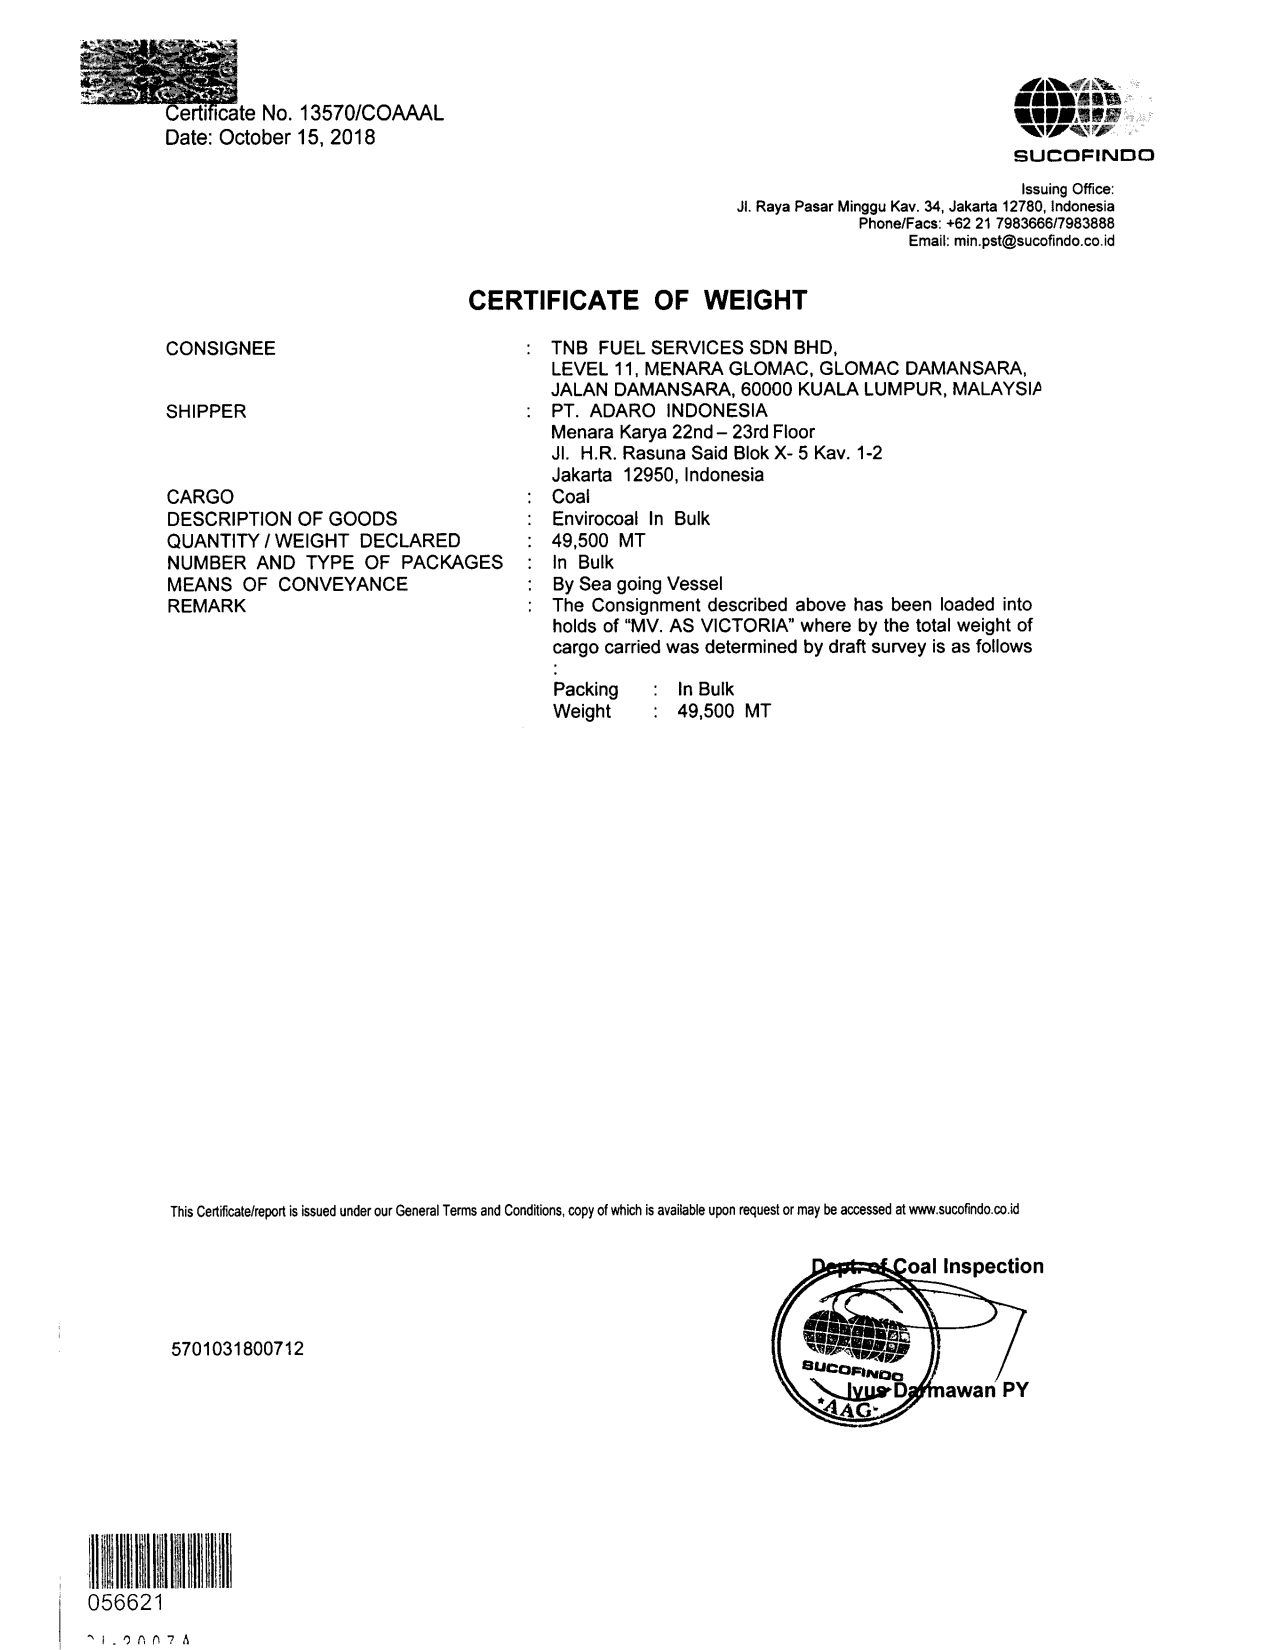 Certificate No. 13570/COAAAL
Date: October 15, 2018
SUCOFINDO
Issuing Office:
Jl. Raya Pasar Minggu Kav. 34, Jakarta 12780, Indonesia
Phone/Facs: +62 21 7983666/7983888
Email: min.pst@sucofindo.co.id
CERTIFICATE OF WEIGHT
CONSIGNEE : TNB FUEL SERVICES SDN BHD,
LEVEL 11, MENARA GLOMAC, GLOMAC DAMANSARA,
JALAN DAMANSARA, 60000 KUALA LUMPUR, MALAYSIA
SHIPPER : PT. ADARO INDONESIA
Menara Karya 22nd – 23rd Floor
Jl. H.R. Rasuna Said Blok X- 5 Kav. 1-2
Jakarta 12950, Indonesia
CARGO : Coal
DESCRIPTION OF GOODS : Envirocoal In Bulk
QUANTITY / WEIGHT DECLARED : 49,500 MT
NUMBER AND TYPE OF PACKAGES : In Bulk
MEANS OF CONVEYANCE : By Sea going Vessel
REMARK : The Consignment described above has been loaded into
holds of “MV. AS VICTORIA” where by the total weight of
cargo carried was determined by draft survey is as follows
:
Packing : In Bulk
Weight : 49,500 MT
This Certificate/report is issued under our General Terms and Conditions, copy of which is available upon request or may be accessed at www.sucofindo.co.id
Dept. of Coal Inspection
5701031800712
SUCOFINDO
Iyus Darmawan PY
*AAG*
056621